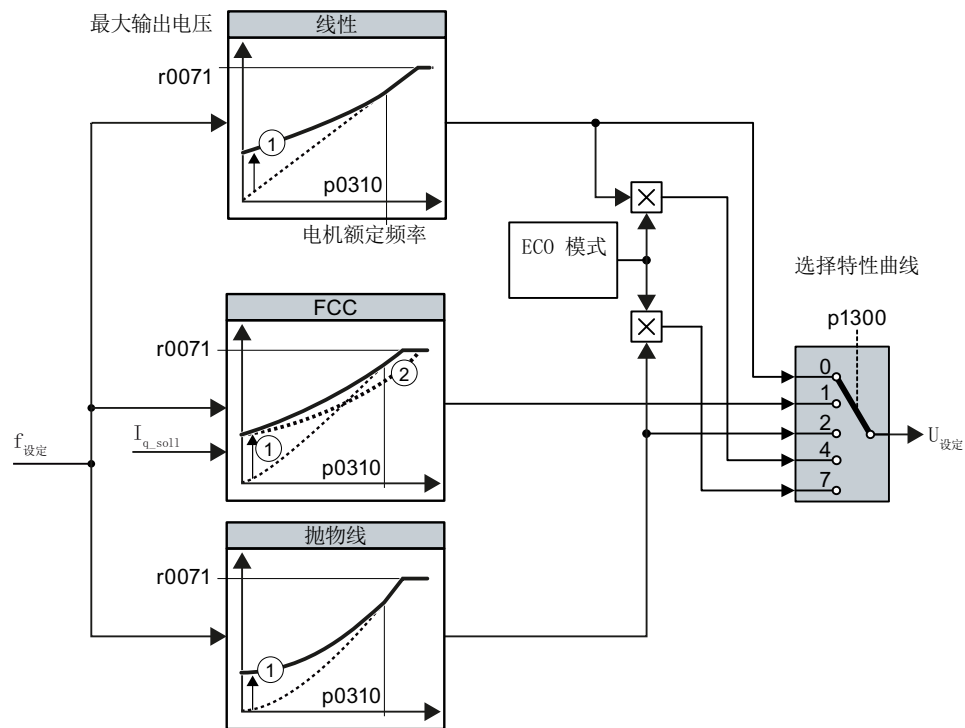 最大输出电压
线性
r0071
①
p0310
电机额定频率
ECO 模式
选择特性曲线
p1300
FCC
r0071
②
①
p0310
f设定
Iq_soll
0
1
2
4
7
U设定
抛物线
r0071
①
p0310